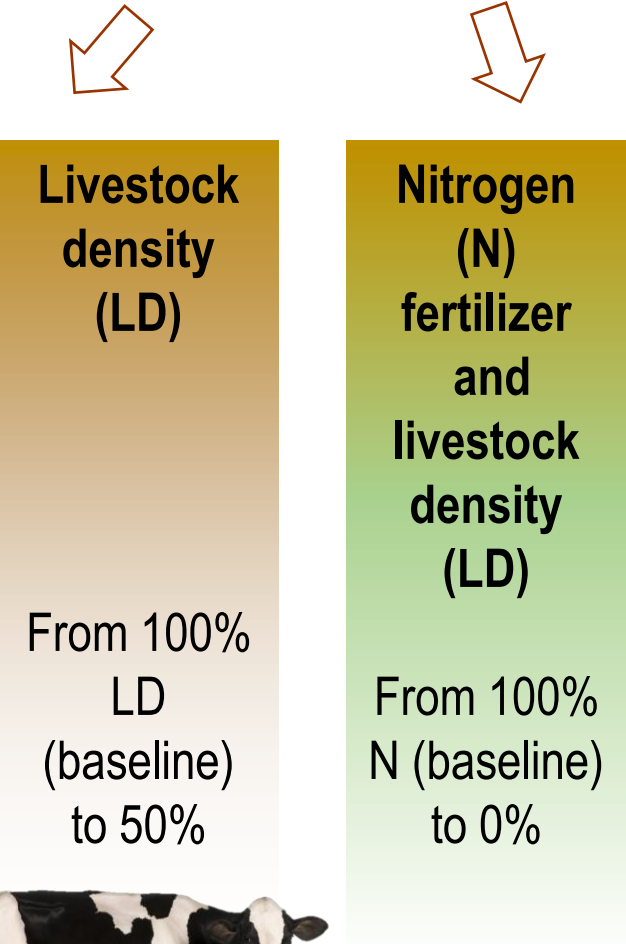 Livestock
density
(LD)
From 100%
LD
(baseline)
to 50%
Nitrogen
(N)
fertilizer
and
livestock
density
(LD)
From 100%
N (baseline)
to 0%